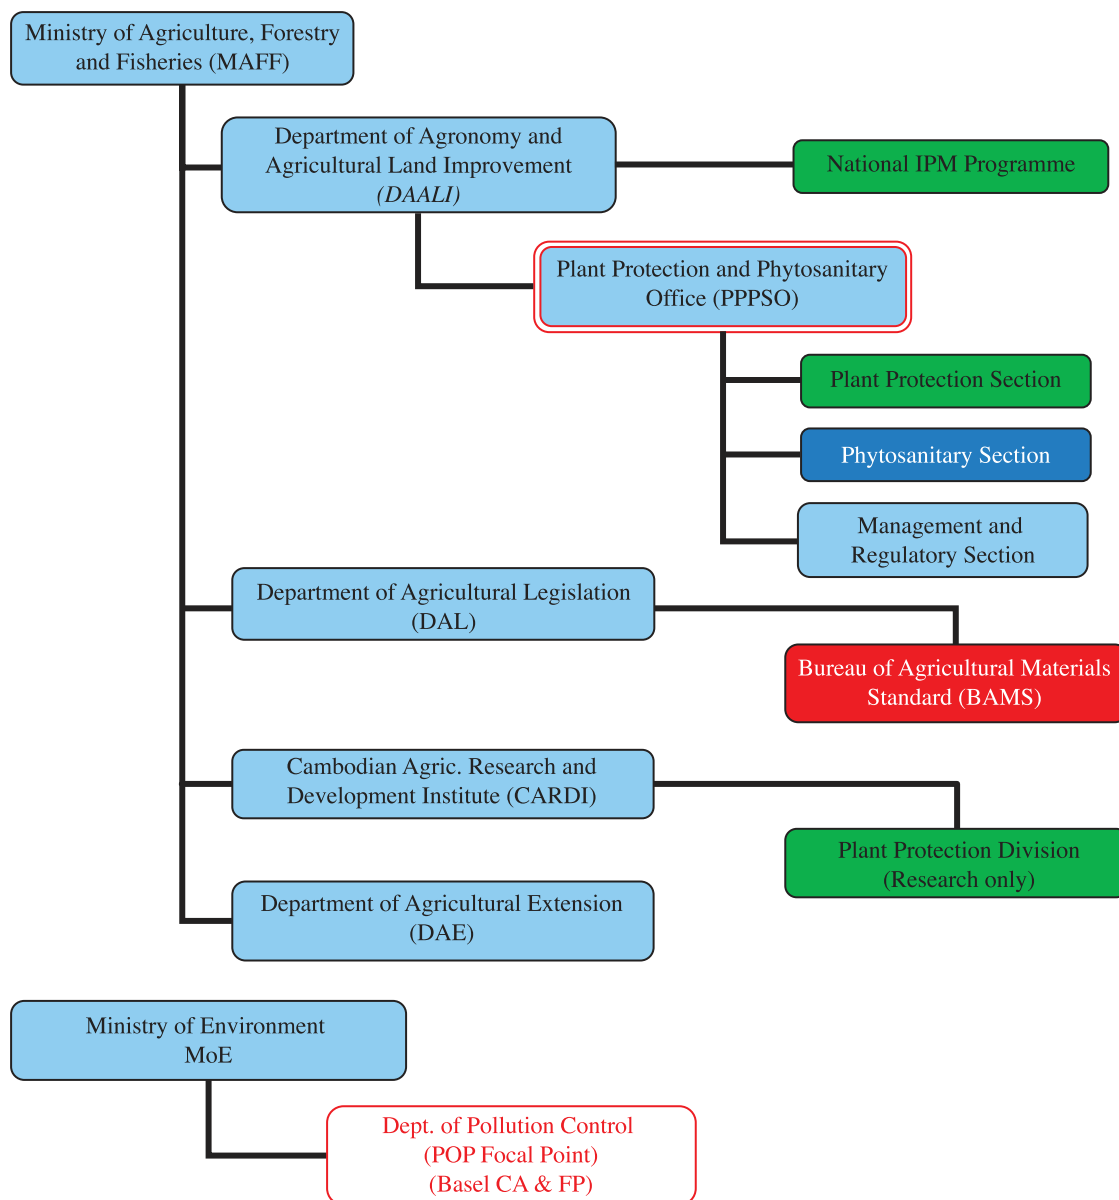 Ministry of Agriculture, Forestry
and Fisheries (MAFF)
Department of Agronomy and
Agricultural Land Improvement
(DAALI)
National IPM Programme
Plant Protection and Phytosanitary
Office (PPPSO)
Plant Protection Section
Phytosanitary Section
Management and
Regulatory Section
Department of Agricultural Legislation
(DAL)
Bureau of Agricultural Materials
Standard (BAMS)
Cambodian Agric. Research and
Development Institute (CARDI)
Plant Protection Division
(Research only)
Department of Agricultural Extension
(DAE)
Ministry of Environment
MoE
Dept. of Pollution Control
(POP Focal Point)
(Basel CA & FP)